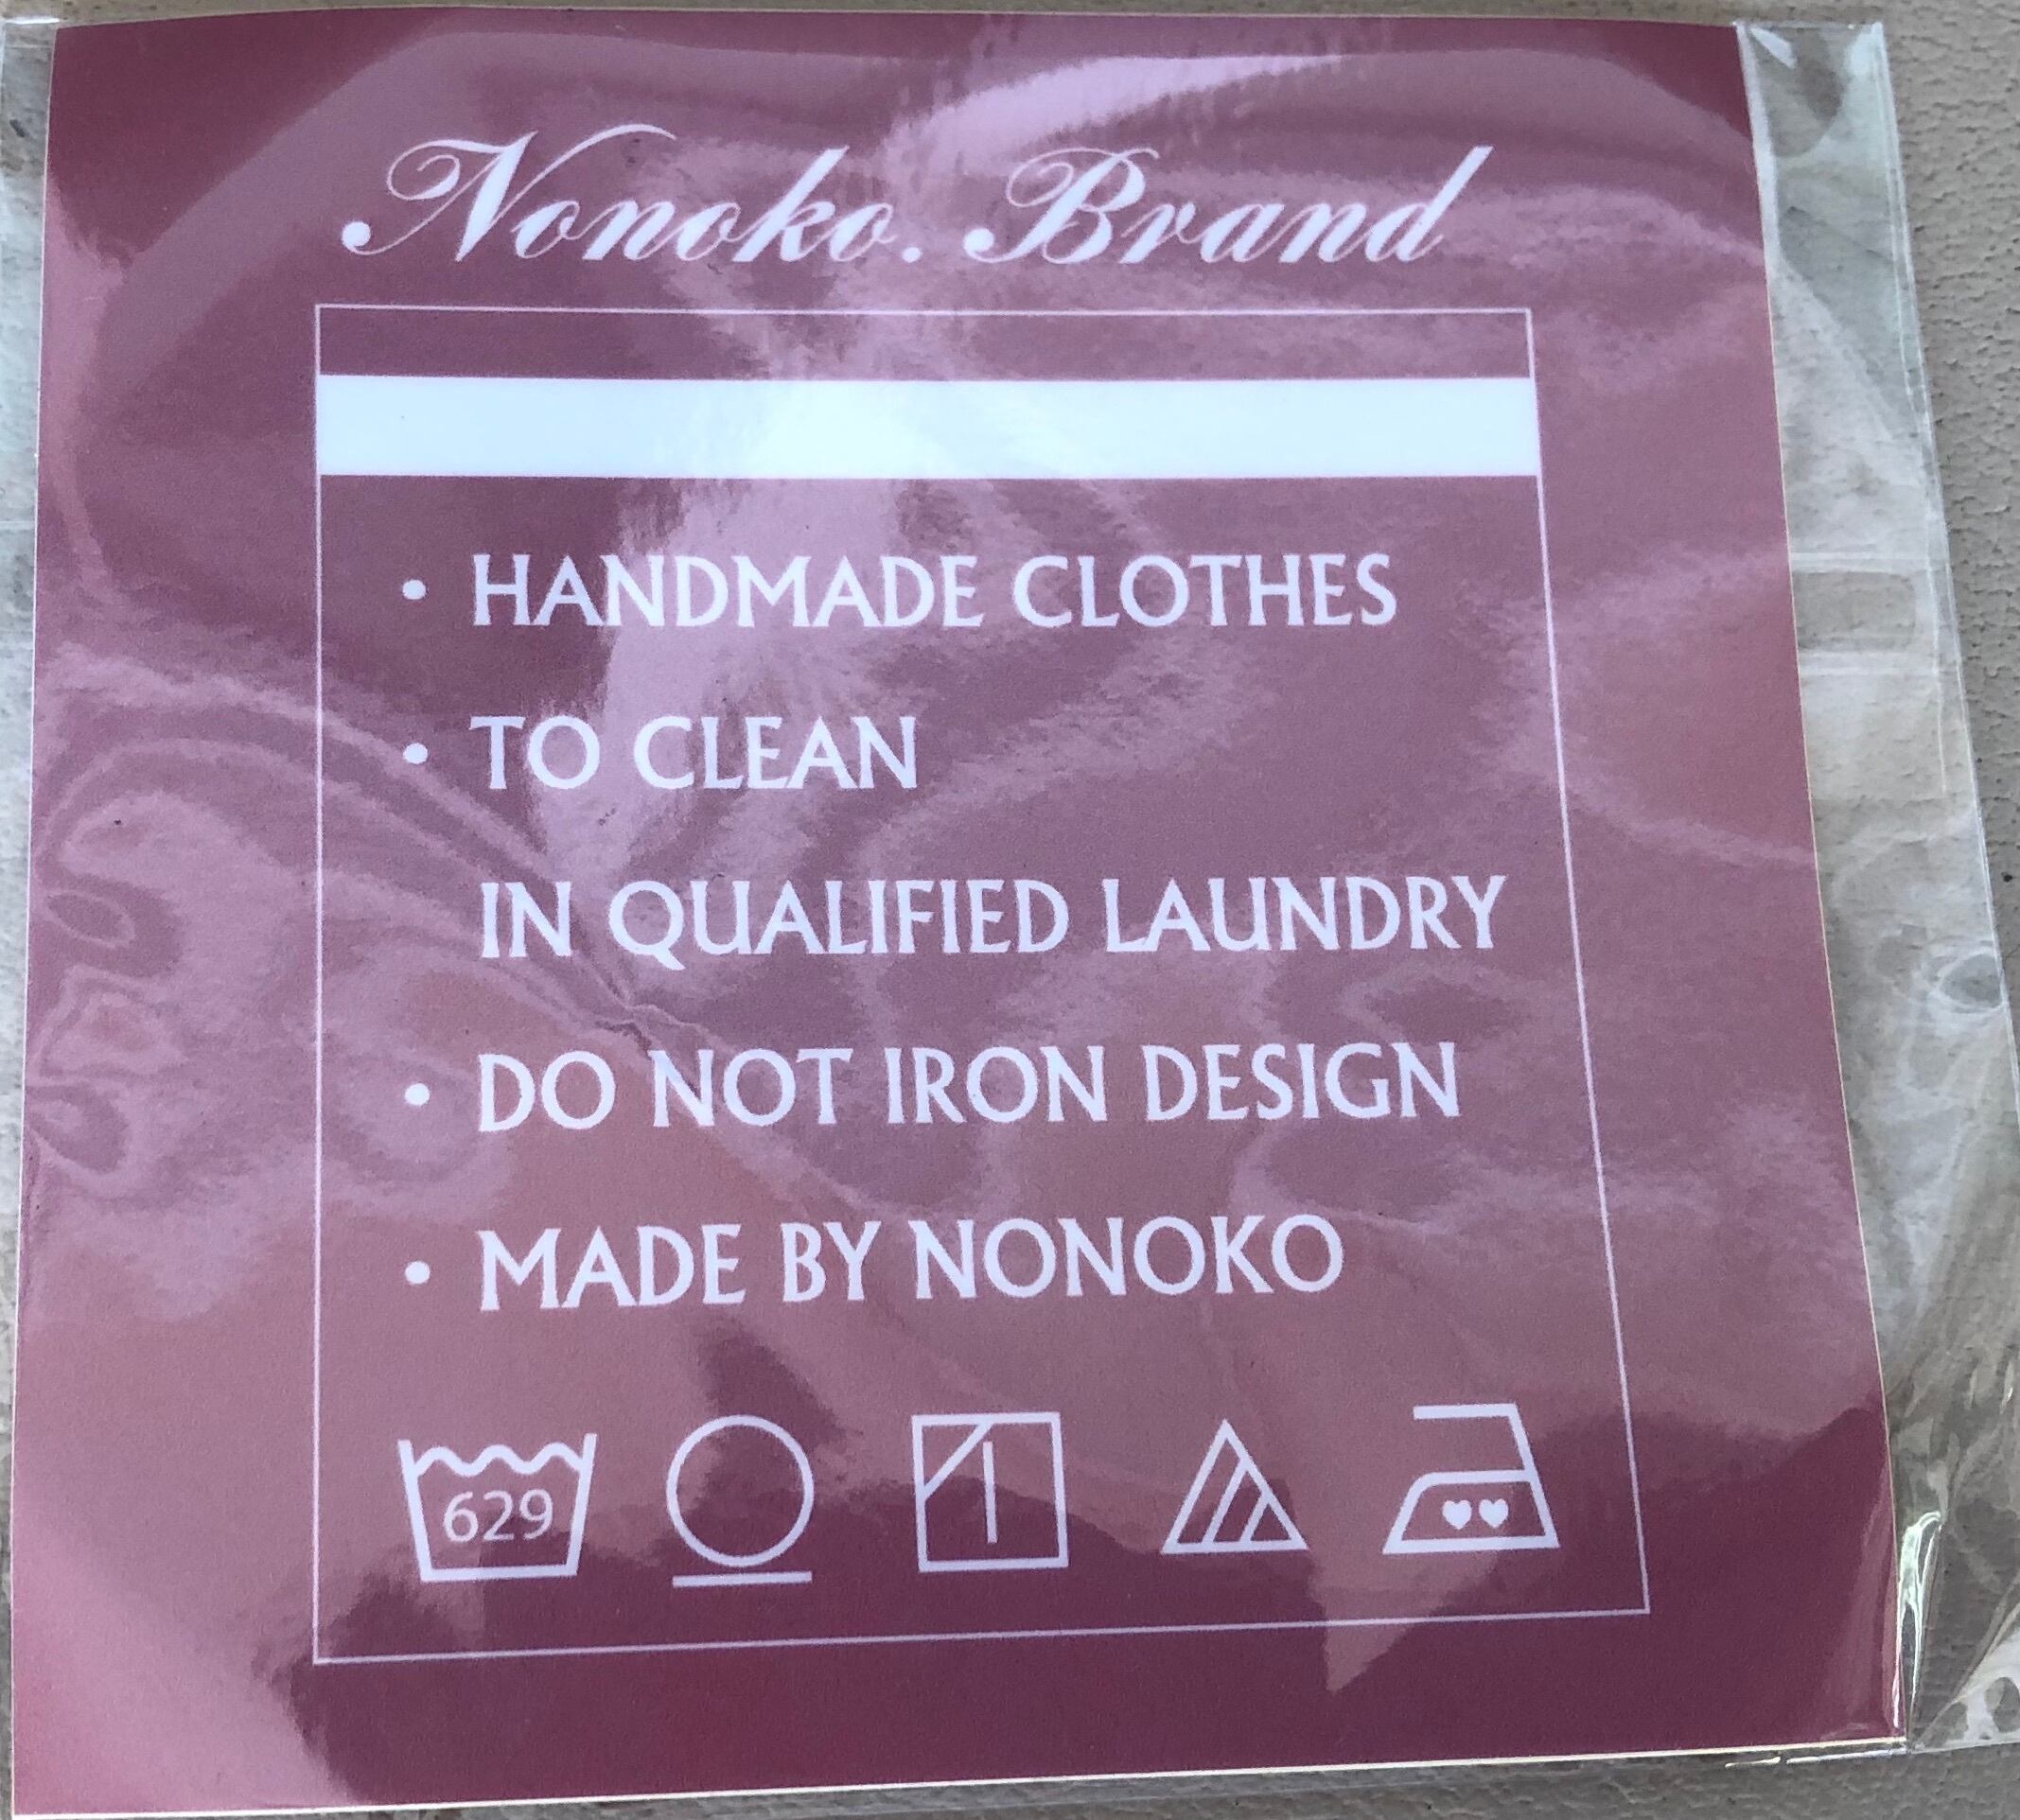 Nonoko. Brand
• HANDMADE CLOTHES
• TO CLEAN
IN QUALIFIED LAUNDRY
• DO NOT IRON DESIGN
• MADE BY NONOKO
629